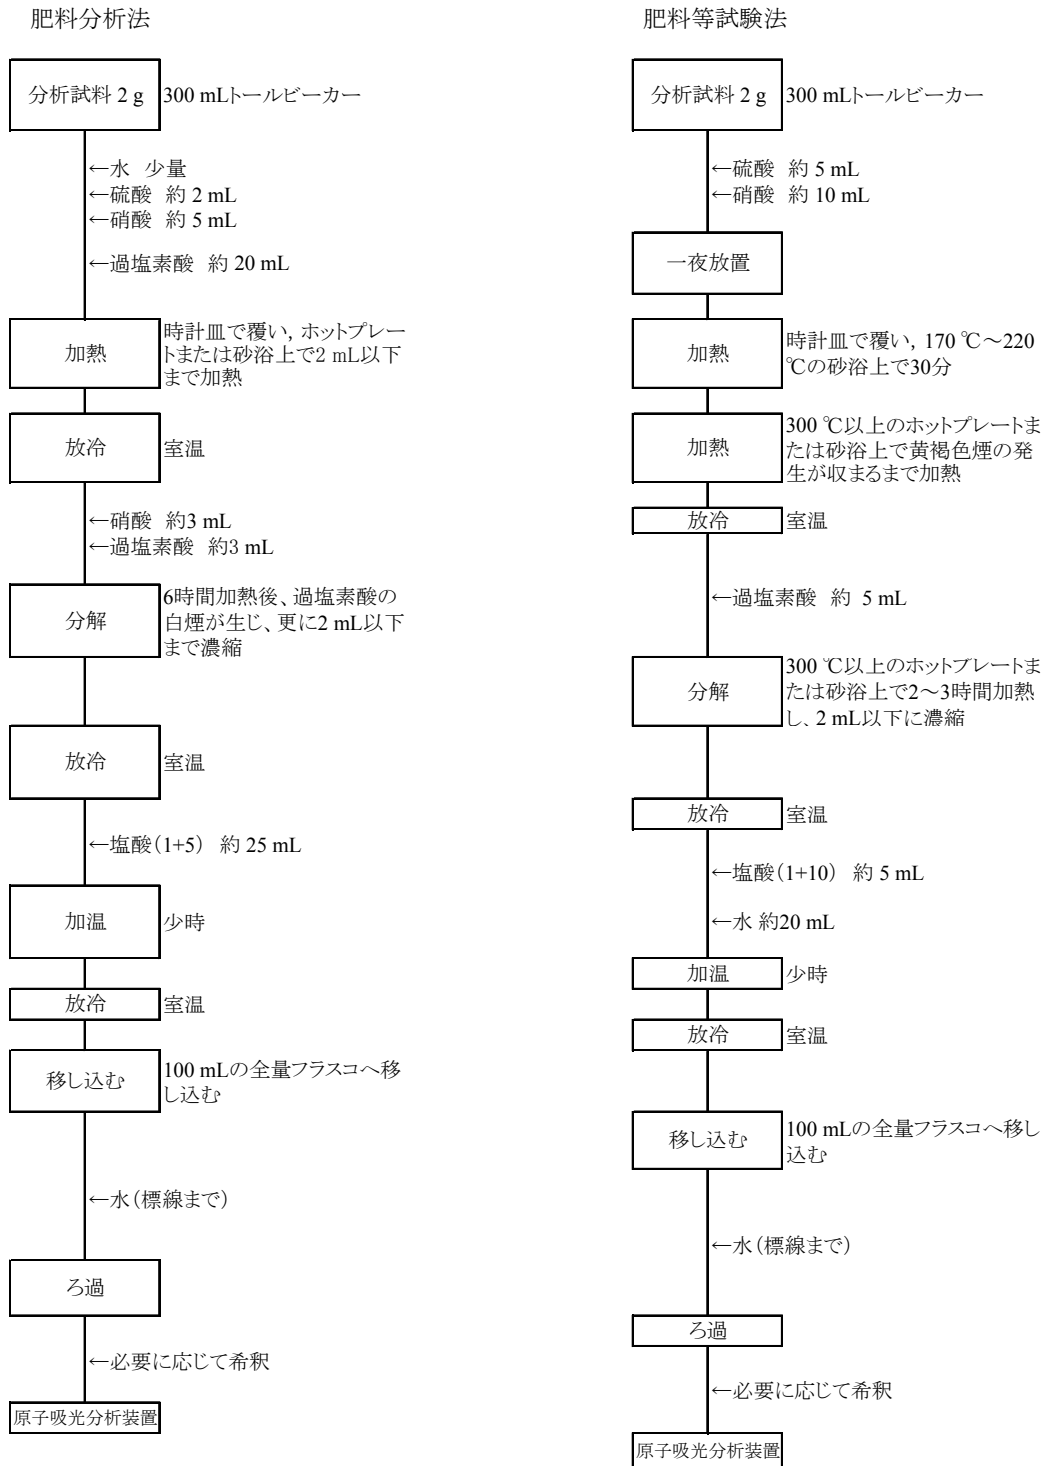 肥料分析法
分析試料 2 g
300 mLトールビーカー
←水 少量
←硫酸 約 2 mL
←硝酸 約 5 mL
←過塩素酸 約 20 mL
加熱
時計皿で覆い，ホットプレー
トまたは砂浴上で2 mL以下
まで加熱
放冷
室温
←硝酸 約3 mL
←過塩素酸 約3 mL
分解
6時間加熱後、過塩素酸の
白煙が生じ、更に2 mL以下
まで濃縮
放冷
室温
←塩酸（1+5） 約 25 mL
加温
少時
放冷
室温
移し込む
100 mLの全量フラスコへ移
し込む
←水（標線まで）
ろ過
←必要に応じて希釈
原子吸光分析装置
肥料等試験法
分析試料 2 g
300 mLトールビーカー
←硫酸 約 5 mL
←硝酸 約 10 mL
一夜放置
加熱
時計皿で覆い，170 ℃～220
℃の砂浴上で30分
加熱
300 ℃以上のホットプレートま
たは砂浴上で黄褐色煙の発
生が収まるまで加熱
放冷
室温
←過塩素酸 約 5 mL
分解
300 ℃以上のホットプレートま
たは砂浴上で2～3時間加熱
し、2 mL以下に濃縮
放冷
室温
←塩酸（1+10） 約 5 mL
←水 約20 mL
加温
少時
放冷
室温
移し込む
100 mLの全量フラスコへ移し
込む
←水（標線まで）
ろ過
←必要に応じて希釈
原子吸光分析装置